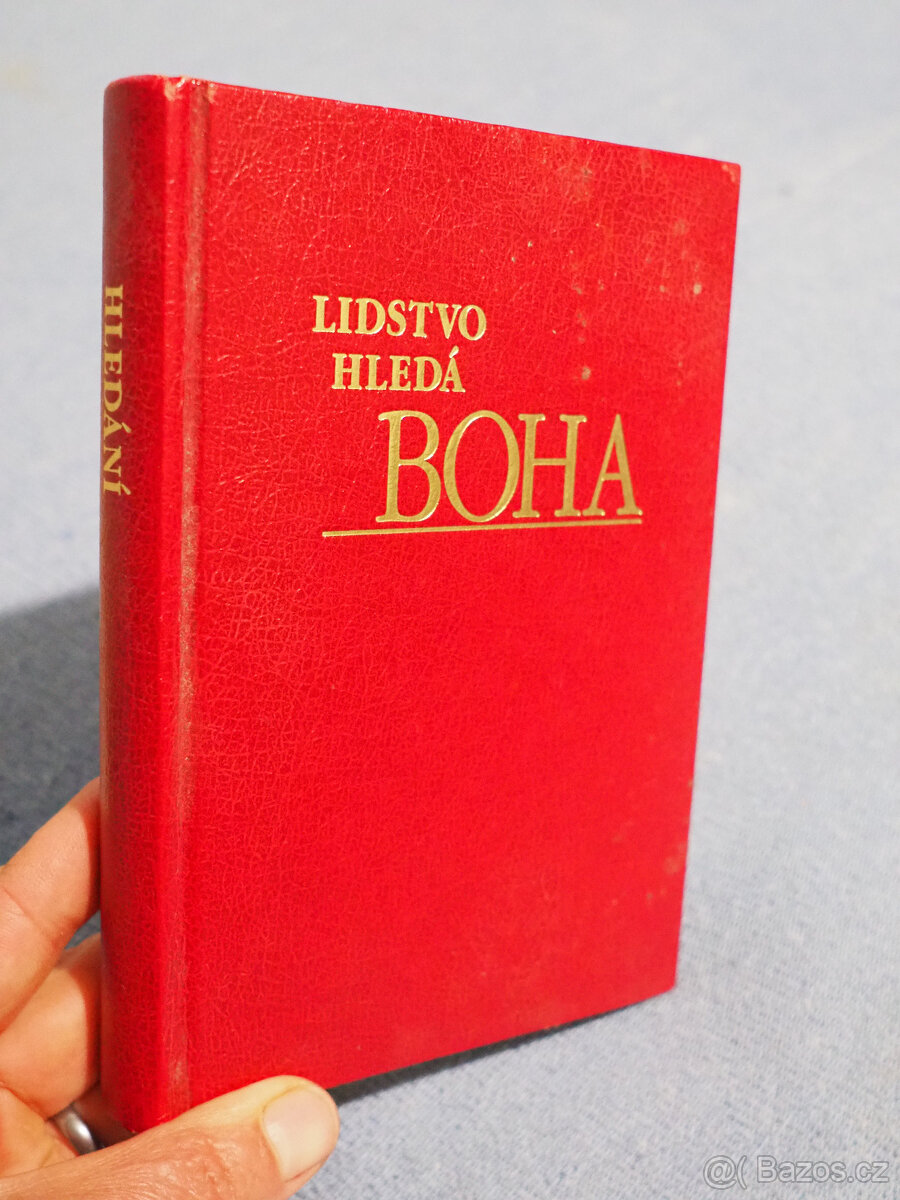 HLEDÁNÍ
LIDSTVO
HLEDÁ
BOHA
@( Bazos.cz